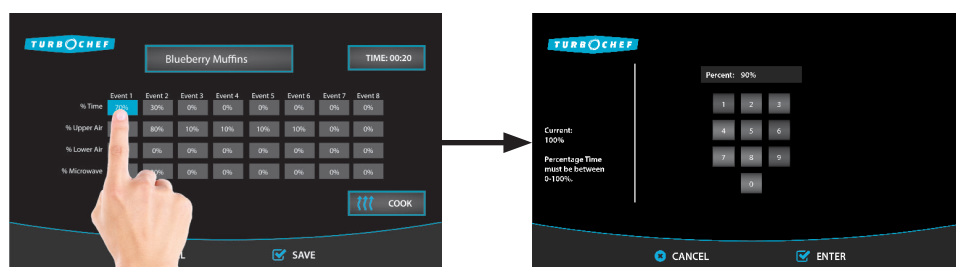 TURBOCHEF
Blueberry Muffins
TIME: 00:20
Event 1 Event 2 Event 3 Event 4 Event 5 Event 6 Event 7 Event 8
% Time 70% 30% 0% 0% 0% 0% 0% 0%
% Upper Air 80% 10% 10% 10% 10% 0% 0%
% Lower Air 0% 0% 0% 0% 0% 0% 0%
% Microwave 0% 0% 0% 0% 0% 0%
COOK
SAVE
TURBOCHEF
Percent: 90%
1 2 3
4 5 6
7 8 9
0
Current:
100%
Percentage Time
must be between
0-100%.
CANCEL
ENTER